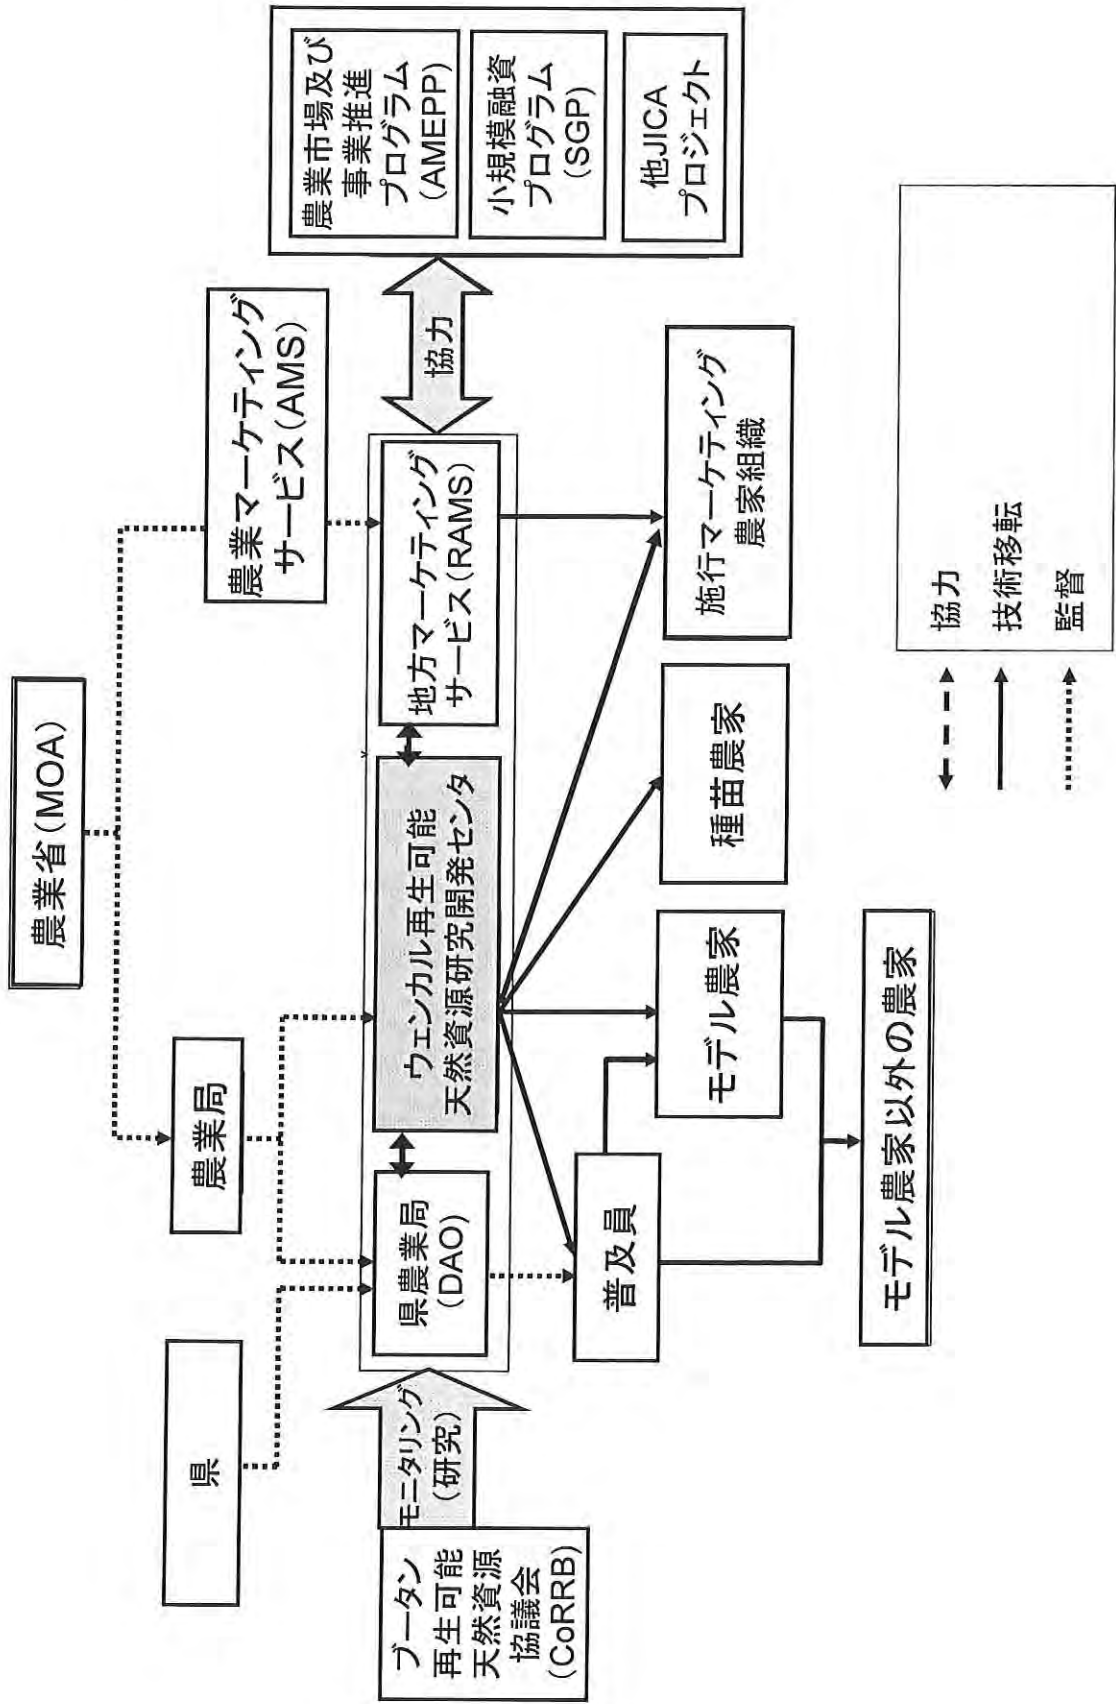 農業省(MOA)
県
農業局
農業マーケティング
サービス(AMS)
ブータン
再生可能
天然資源
協議会
(CoRRB)
モニタリング
(研究)
県農業局
(DAO)
ウェンカル再生可能
天然資源研究開発センタ
地方マーケティング
サービス(RAMS)
協力
農業市場及び
事業推進
プログラム
(AMEPP)
小規模融資
プログラム
(SGP)
他JICA
プロジェクト
普及員
モデル農家
種苗農家
施行マーケティング
農家組織
モデル農家以外の農家
協力
技術移転
監督